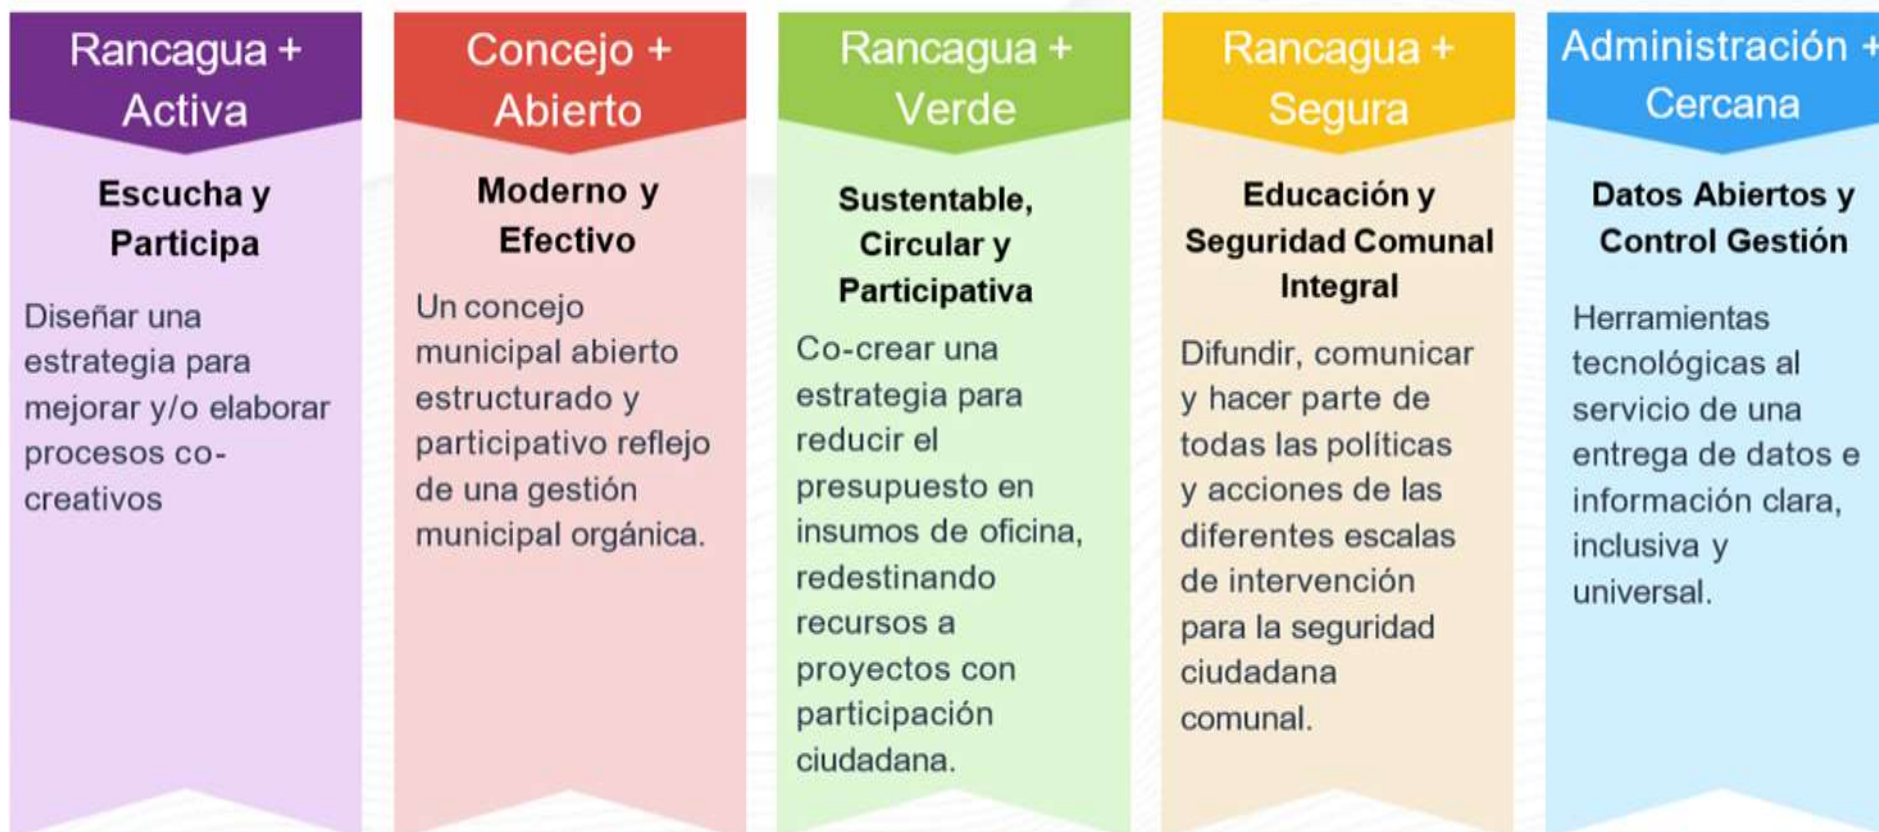 Rancagua +
Activa
Escucha y
Participa
Diseñar una
estrategia para
mejorar y/o elaborar
procesos co-
creativos
Concejo +
Abierto
Moderno y
Efectivo
Un concejo
municipal abierto
estructurado y
participativo reflejo
de una gestión
municipal orgánica.
Rancagua +
Verde
Sustentable,
Circular y
Participativa
Co-crear una
estrategia para
reducir el
presupuesto en
insumos de oficina,
redestinando
recursos a
proyectos con
participación
ciudadana.
Rancagua +
Segura
Educación y
Seguridad Comunal
Integral
Difundir, comunicar
y hacer parte de
todas las políticas
y acciones de las
diferentes escalas
de intervención
para la seguridad
ciudadana
comunal.
Administración +
Cercana
Datos Abiertos y
Control Gestión
Herramientas
tecnológicas al
servicio de una
entrega de datos e
información clara,
inclusiva y
universal.